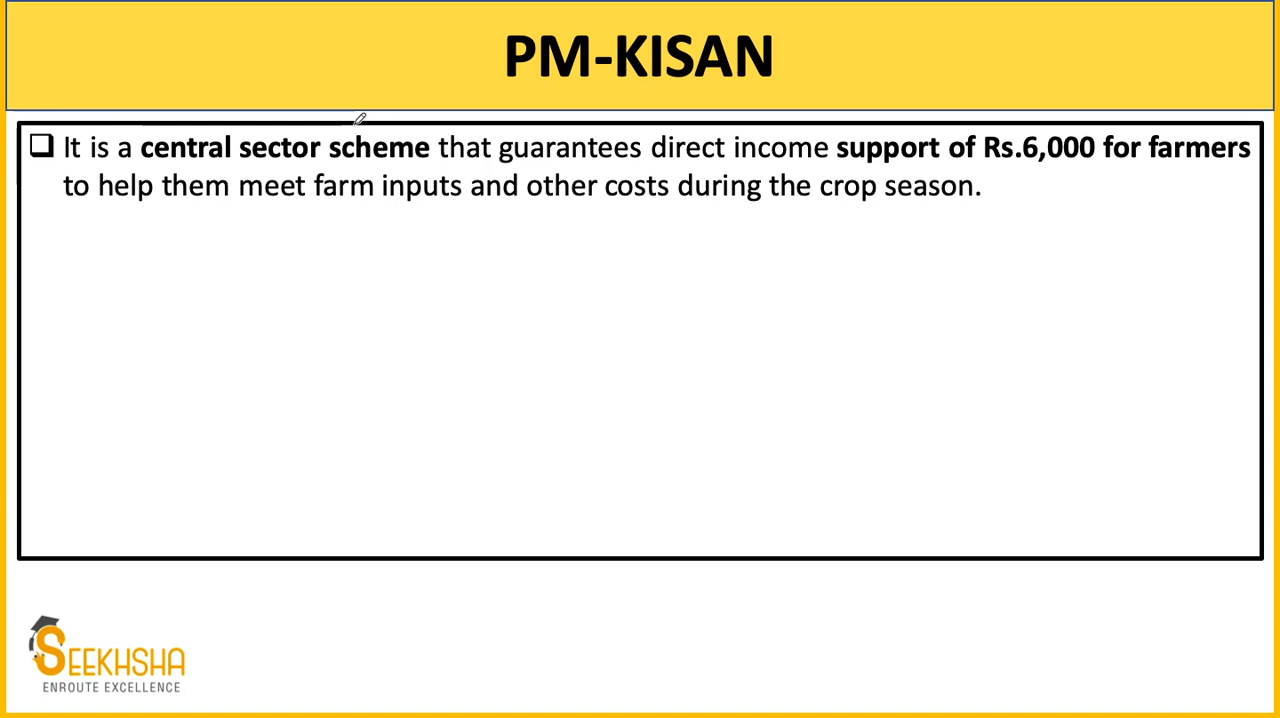 PM-KISAN
It is a central sector scheme that guarantees direct income support of Rs.6,000 for farmers
to help them meet farm inputs and other costs during the crop season.
SEEKHSHA
ENROUTE EXCELLENCE